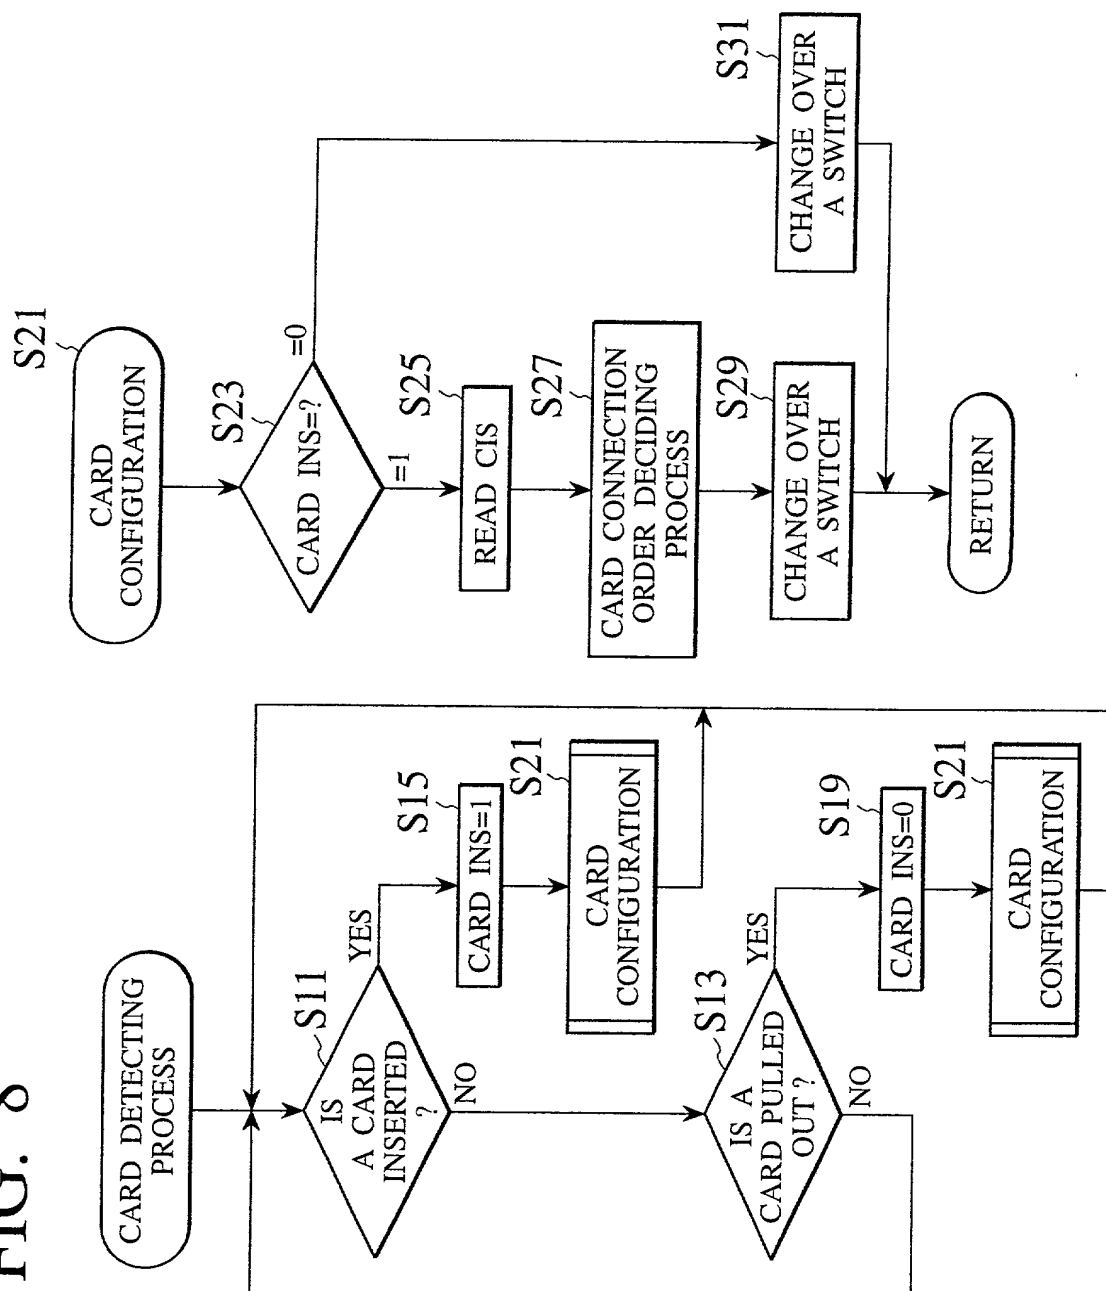 FIG. 8
CARD DETECTING
PROCESS
S11
IS
A CARD
INSERTED
?
YES
NO
S15
CARD INS=1
S21
CARD
CONFIGURATION
S13
IS A
CARD PULLED
OUT ?
YES
NO
S19
CARD INS=0
S21
CARD
CONFIGURATION
S21
CARD
CONFIGURATION
S23
CARD INS=?
=0
=1
S25
READ CIS
S27
CARD CONNECTION
ORDER DECIDING
PROCESS
S29
CHANGE OVER
A SWITCH
S31
CHANGE OVER
A SWITCH
RETURN